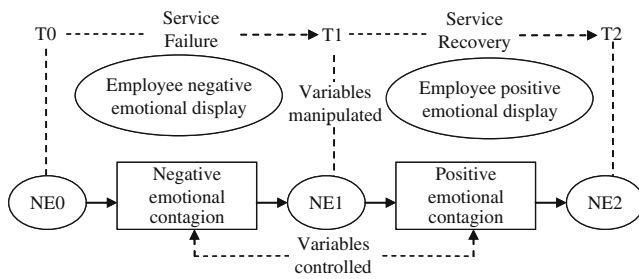 T0
Service
Failure
T1
Service
Recovery
T2
Employee negative
emotional display
Variables
manipulated
Employee positive
emotional display
NE0
Negative
emotional
contagion
NE1
Positive
emotional
contagion
NE2
Variables
controlled